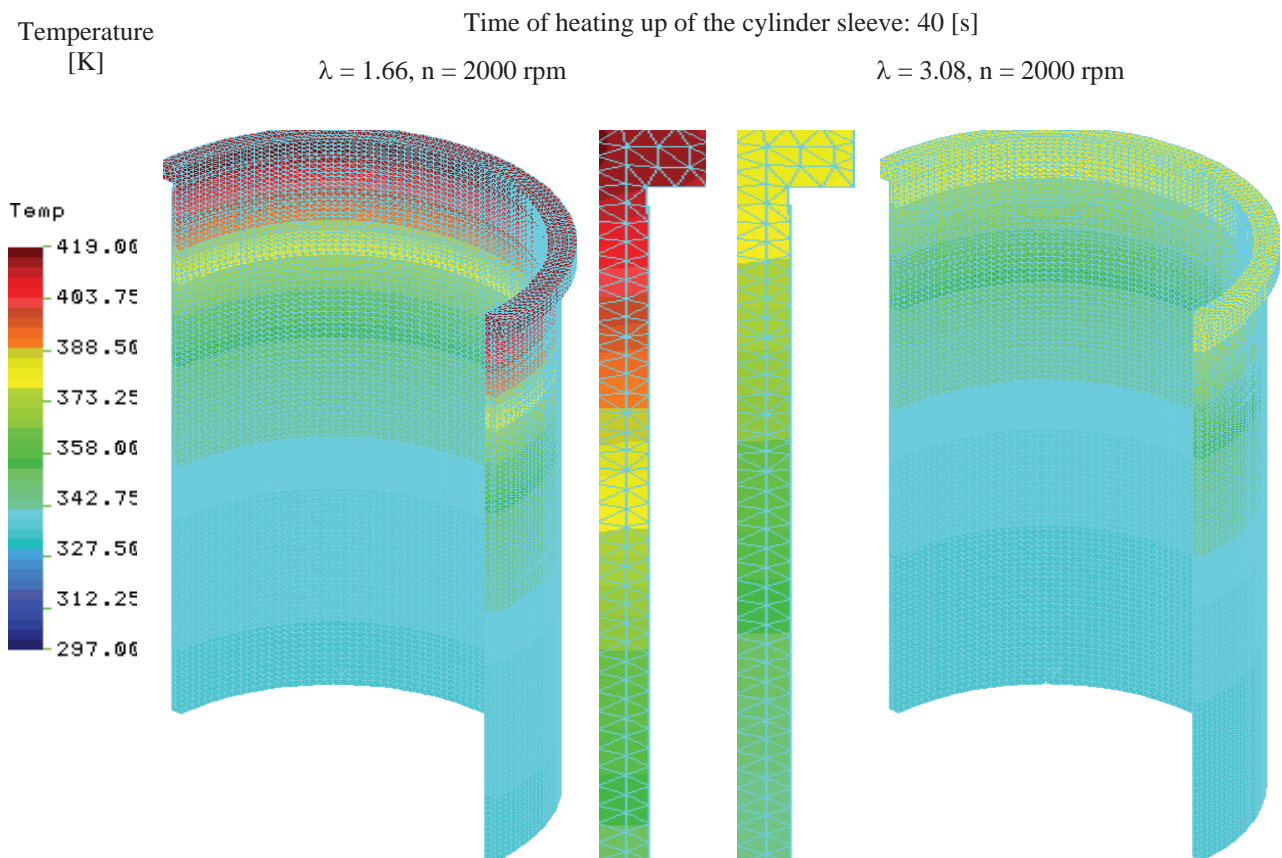 Time of heating up of the cylinder sleeve: 40 [s]
Temperature
[K]
λ = 1.66, n = 2000 rpm
λ = 3.08, n = 2000 rpm
Temp
419.00
403.75
388.50
373.25
358.00
342.75
327.50
312.25
297.00